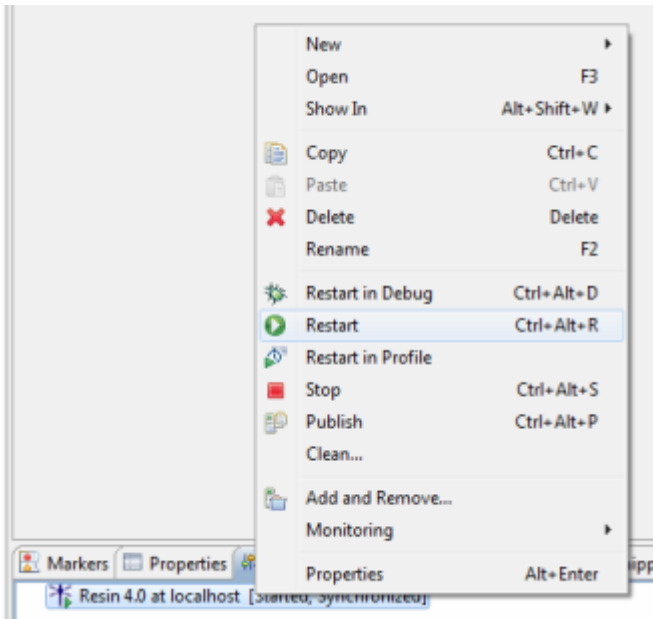 New
Open F3
Show In Alt+Shift+W
Copy Ctrl+C
Paste Ctrl+V
Delete Delete
Rename F2
Restart in Debug Ctrl+Alt+D
Restart Ctrl+Alt+R
Restart in Profile
Stop Ctrl+Alt+S
Publish Ctrl+Alt+P
Clean...
Add and Remove...
Monitoring
Properties Alt+Enter
Markers Properties
Resin 4.0 at localhost [Started, Synchronized]